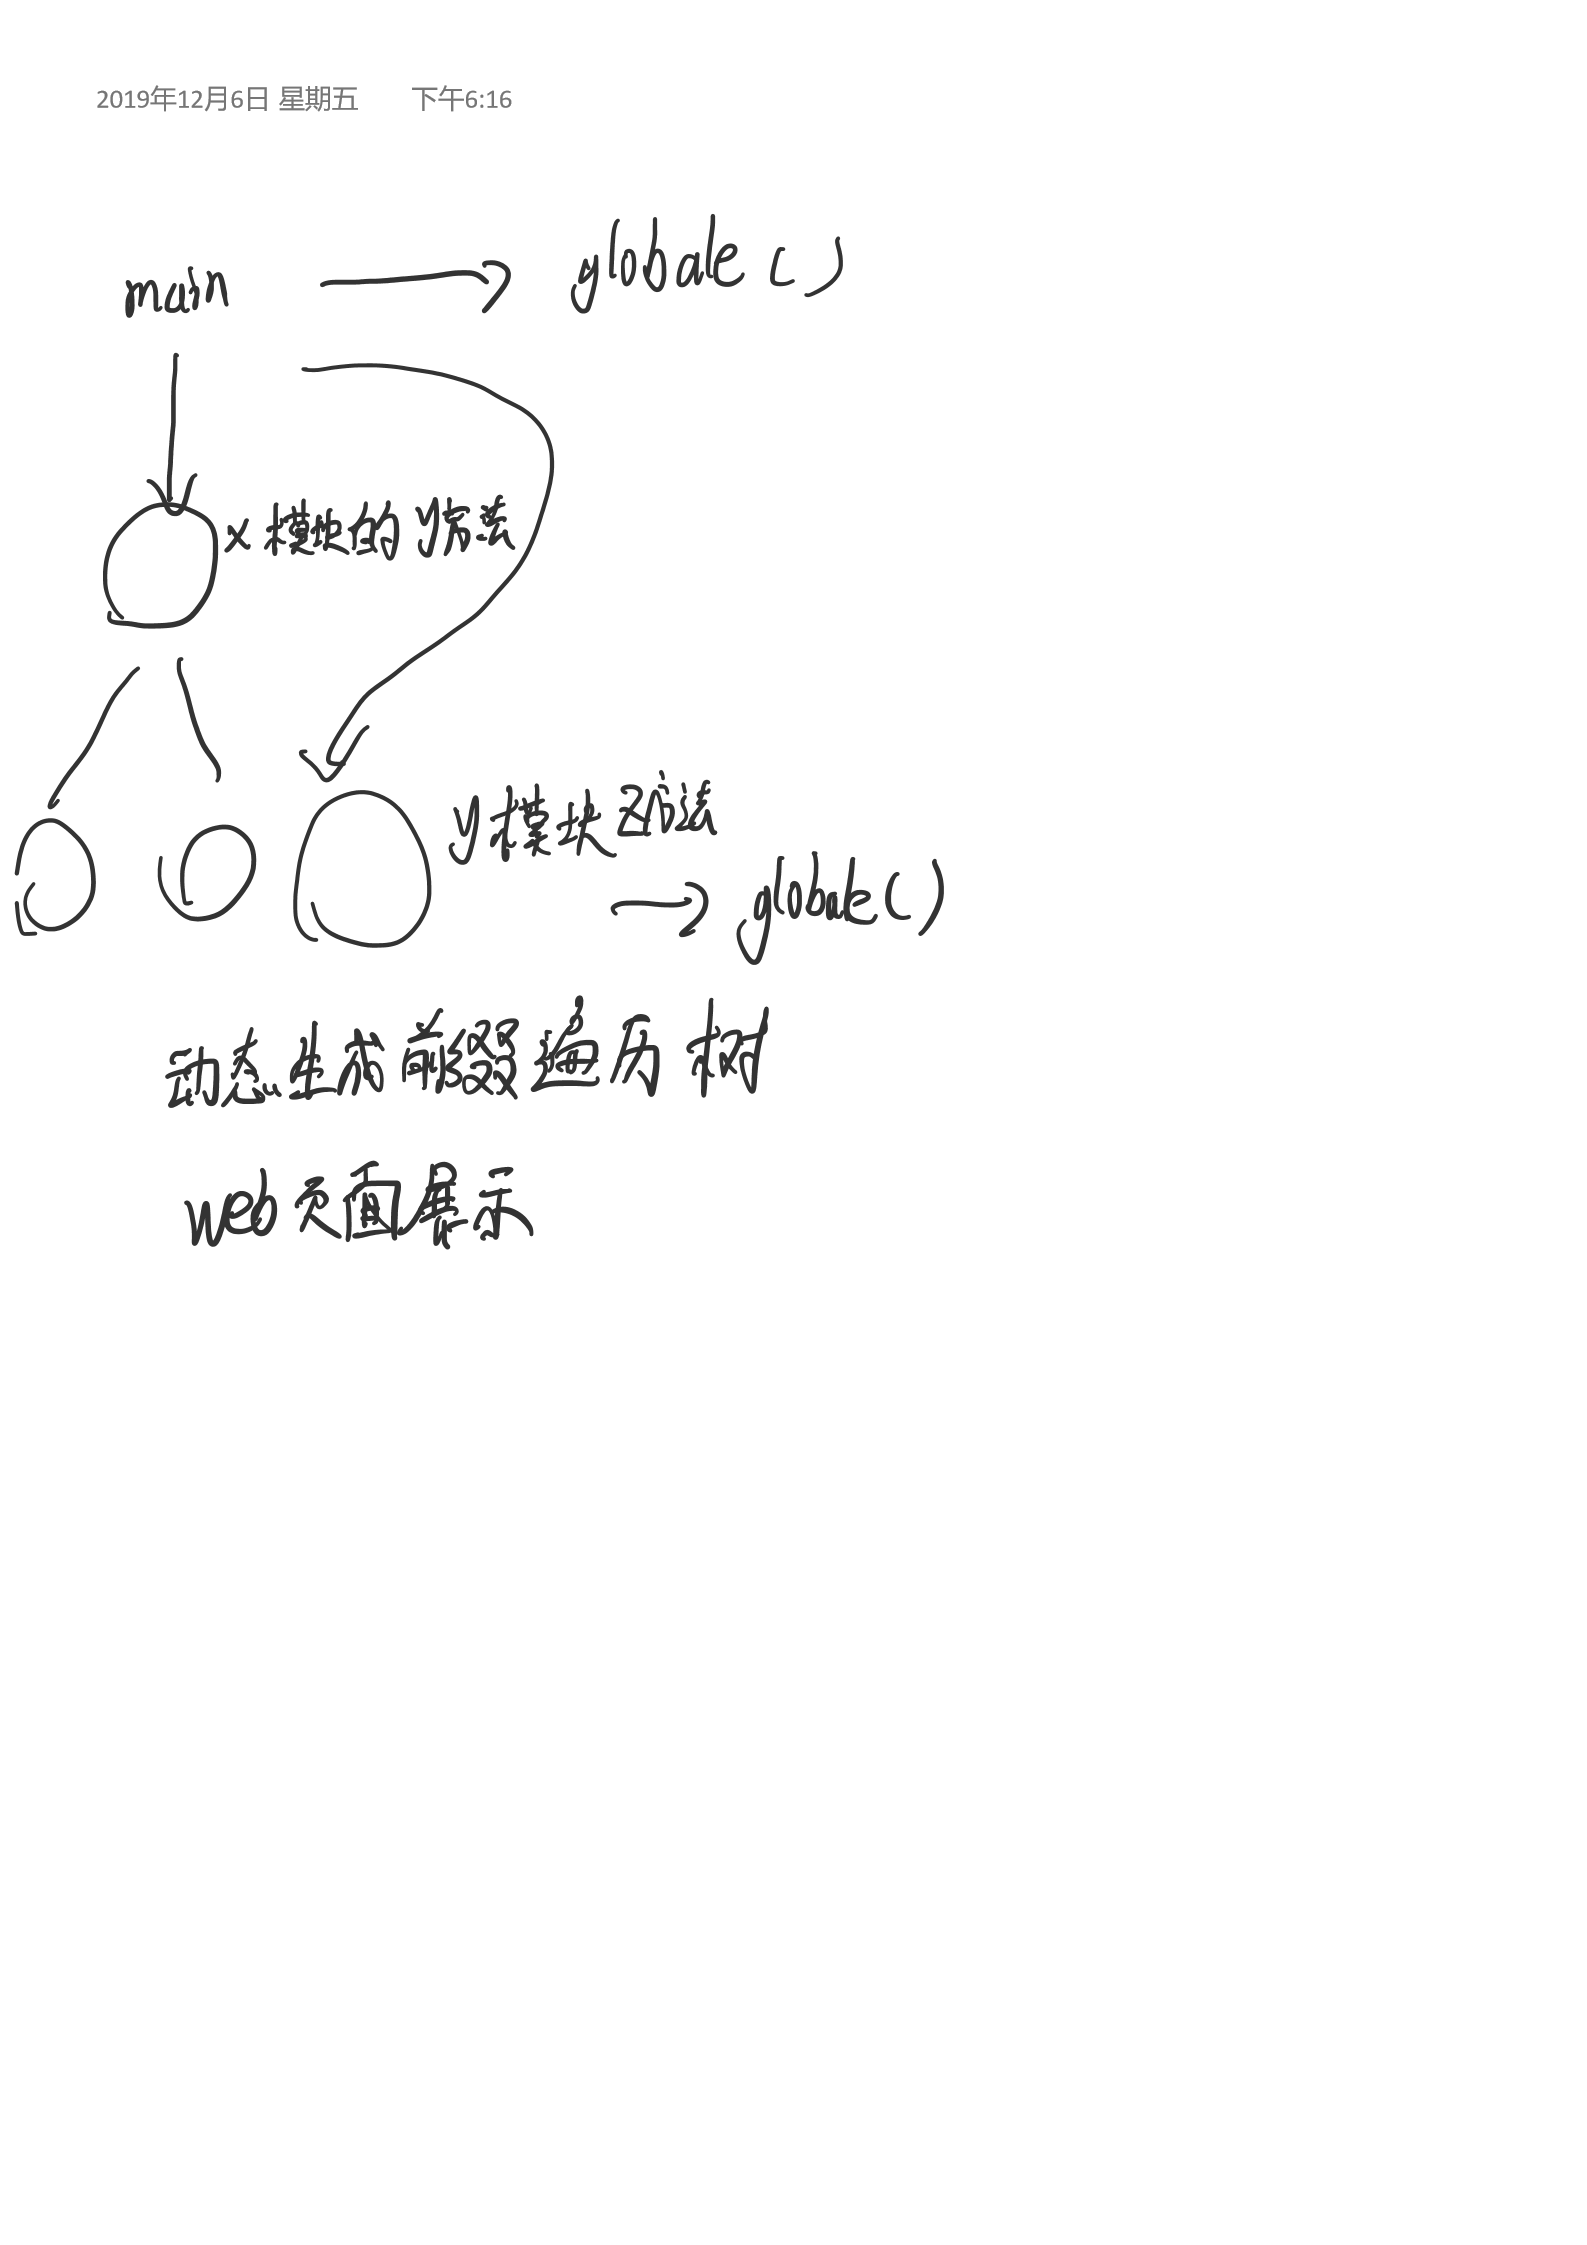 2019年12月6日 星期五 下午6:16
main
globale ()
x 模块的 y方法
y 模块 z方法
globale()
动态生成前缀遍历树
web页面展示